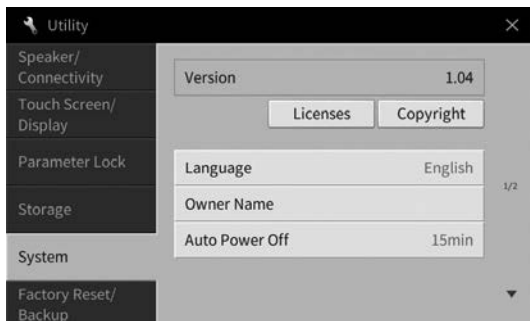 Utility
Speaker/
Connectivity
Touch Screen/
Display
Parameter Lock
Storage
System
Factory Reset/
Backup
Version 1.04
Licenses Copyright
Language English
Owner Name
Auto Power Off 15min
1/2